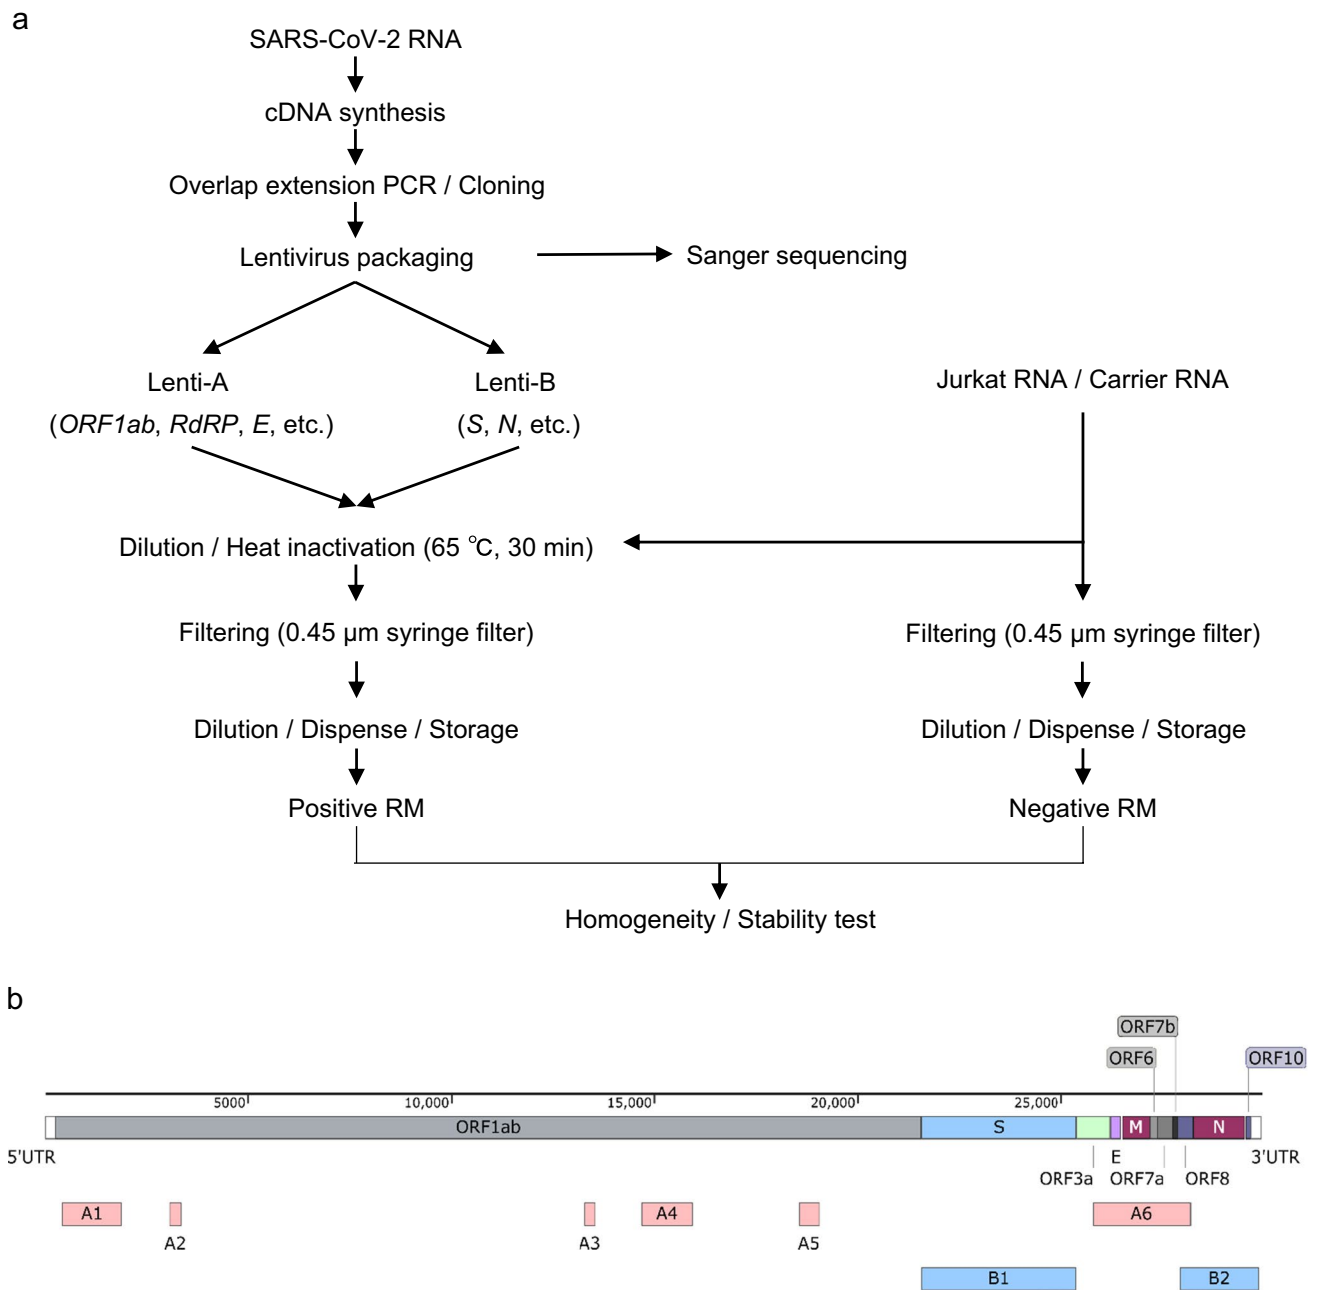 a
SARS-CoV-2 RNA
cDNA synthesis
Overlap extension PCR / Cloning
Lentivirus packaging
Sanger sequencing
Lenti-A
(ORF1ab, RdRP, E, etc.)
Lenti-B
(S, N, etc.)
Jurkat RNA / Carrier RNA
Dilution / Heat inactivation (65 ℃, 30 min)
Filtering (0.45 µm syringe filter)
Filtering (0.45 µm syringe filter)
Dilution / Dispense / Storage
Dilution / Dispense / Storage
Positive RM
Negative RM
Homogeneity / Stability test
b
ORF7b
ORF6
ORF10
5000
10,000
15,000
20,000
25,000
ORF1ab
S
M
N
5'UTR
E
3'UTR
ORF3a
ORF7a
ORF8
A1
A4
A6
A2
A3
A5
B1
B2